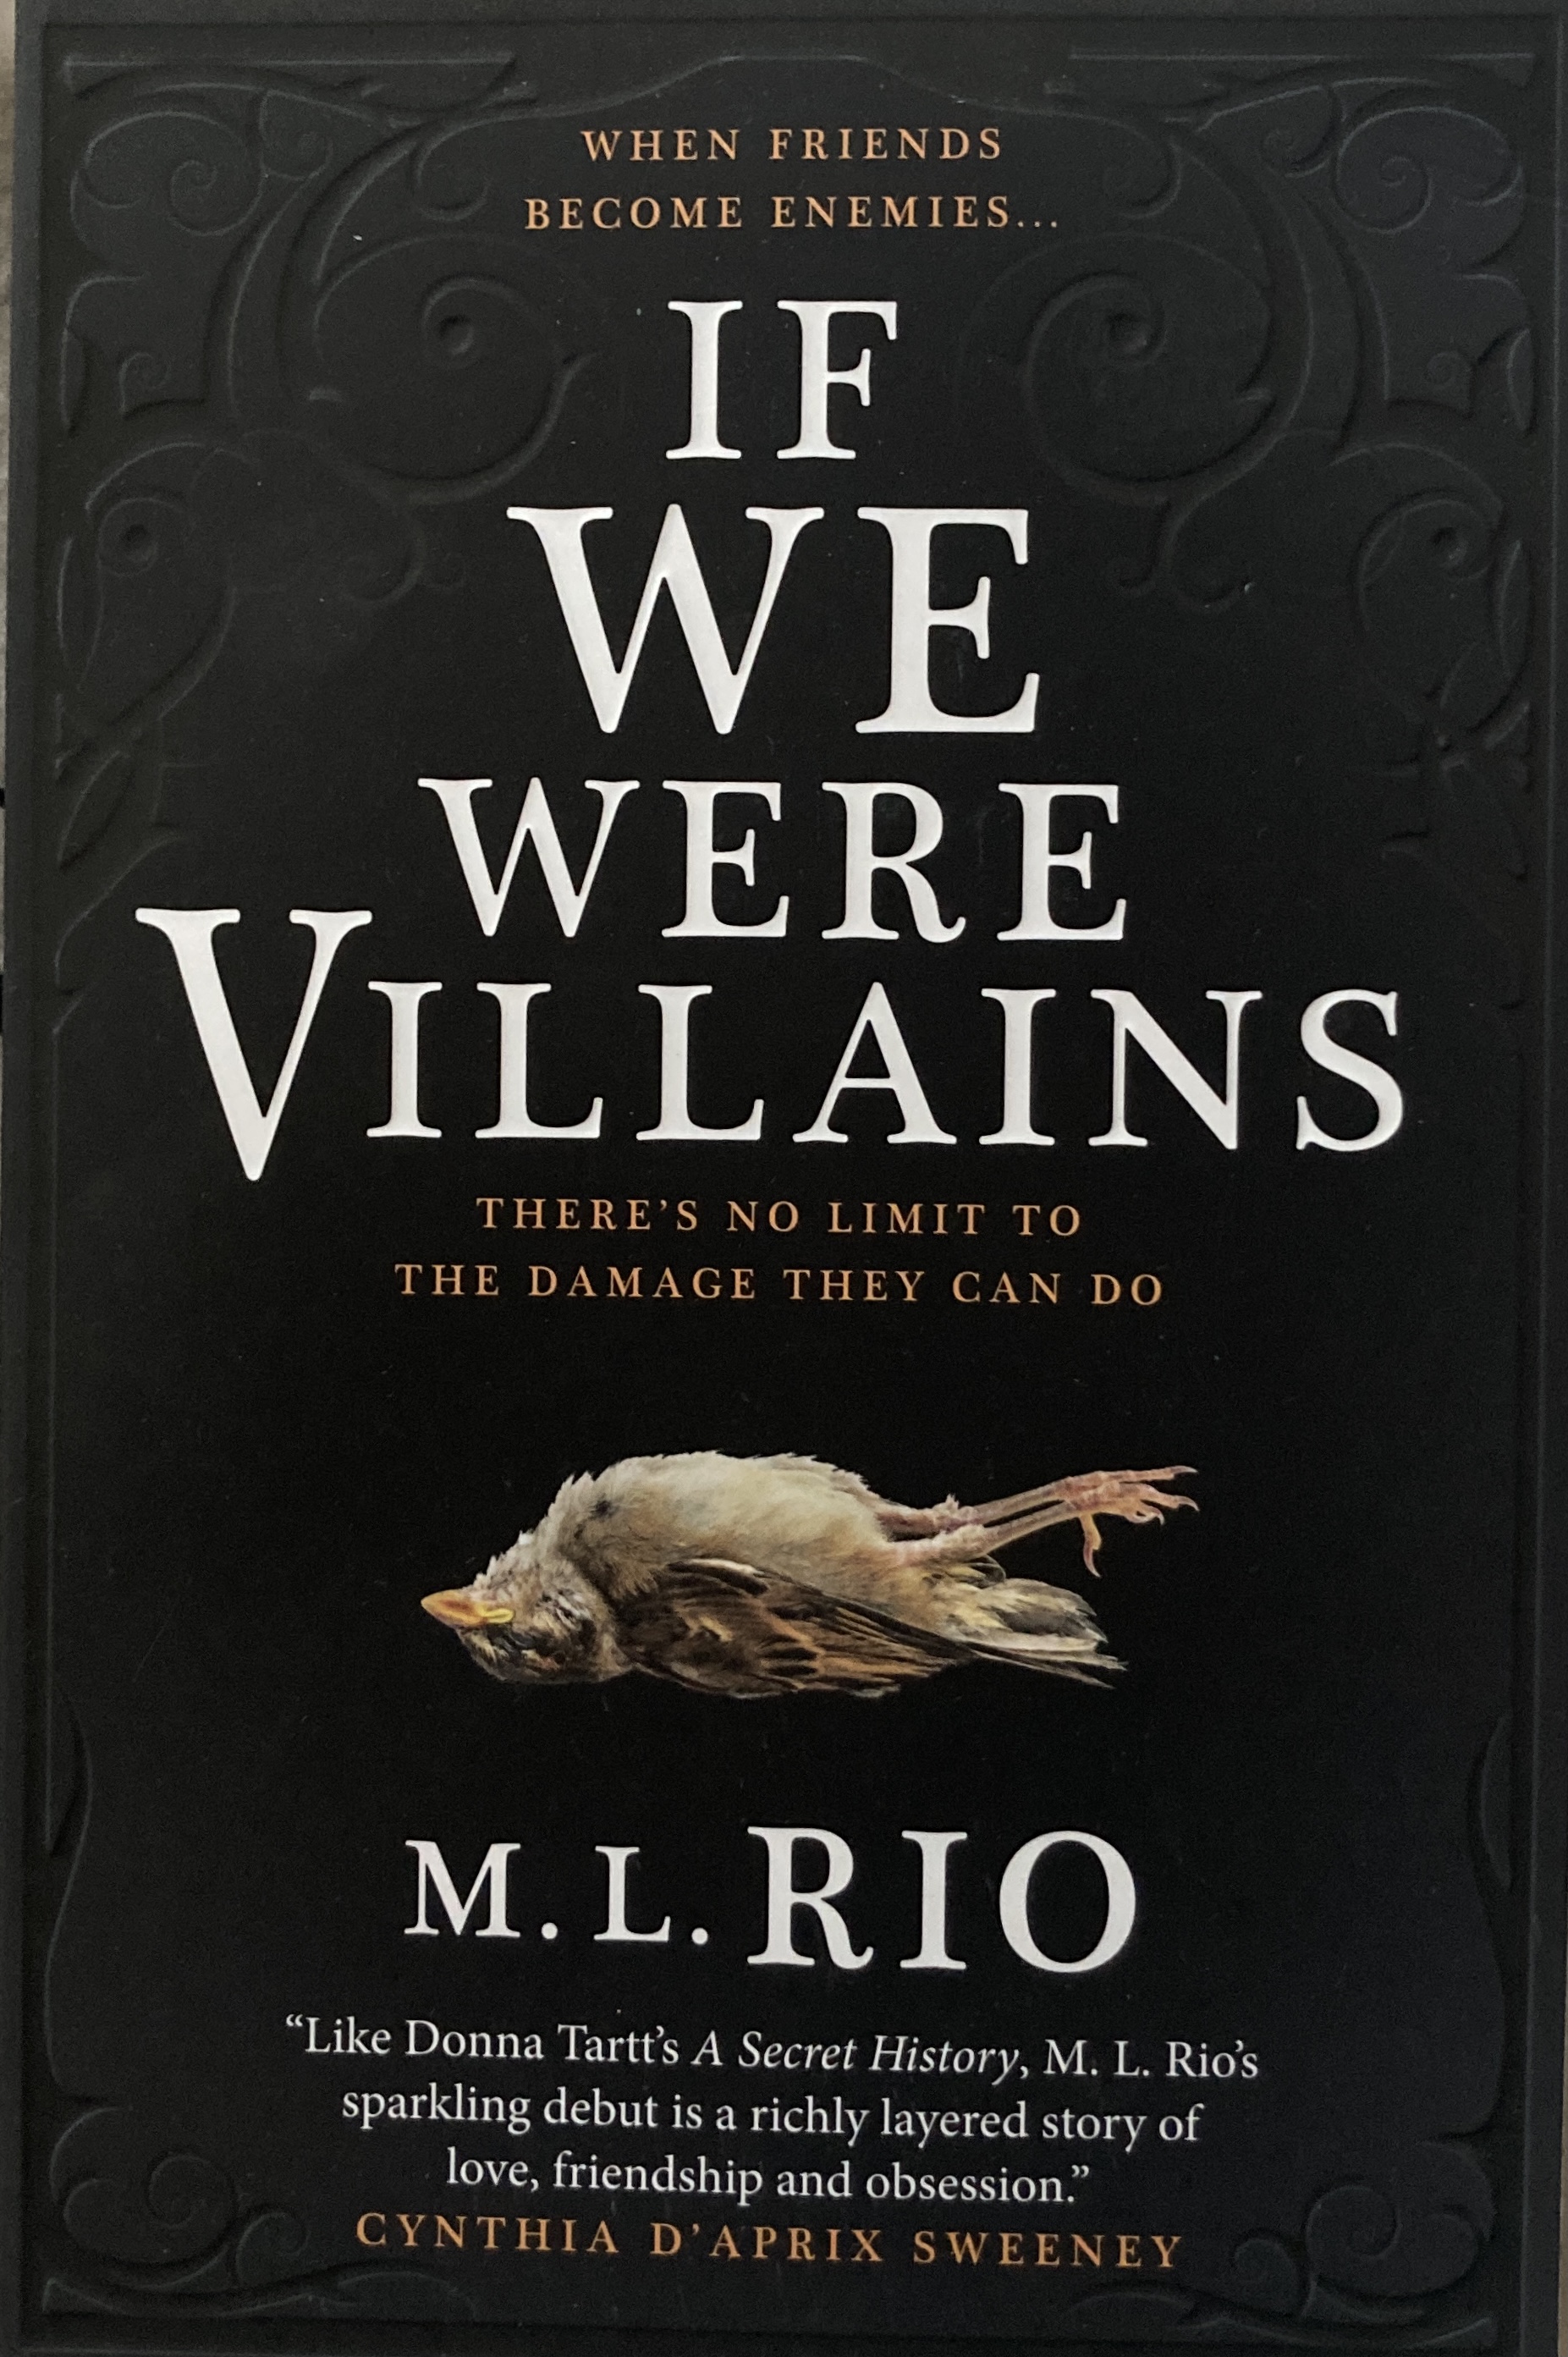 WHEN FRIENDS
BECOME ENEMIES...
IF
WE
WERE
VILLAINS
THERE'S NO LIMIT TO
THE DAMAGE THEY CAN DO
M. L. RIO
“Like Donna Tartt’s A Secret History, M. L. Rio’s
sparkling debut is a richly layered story of
love, friendship and obsession.”
CYNTHIA D'APRIX SWEENEY